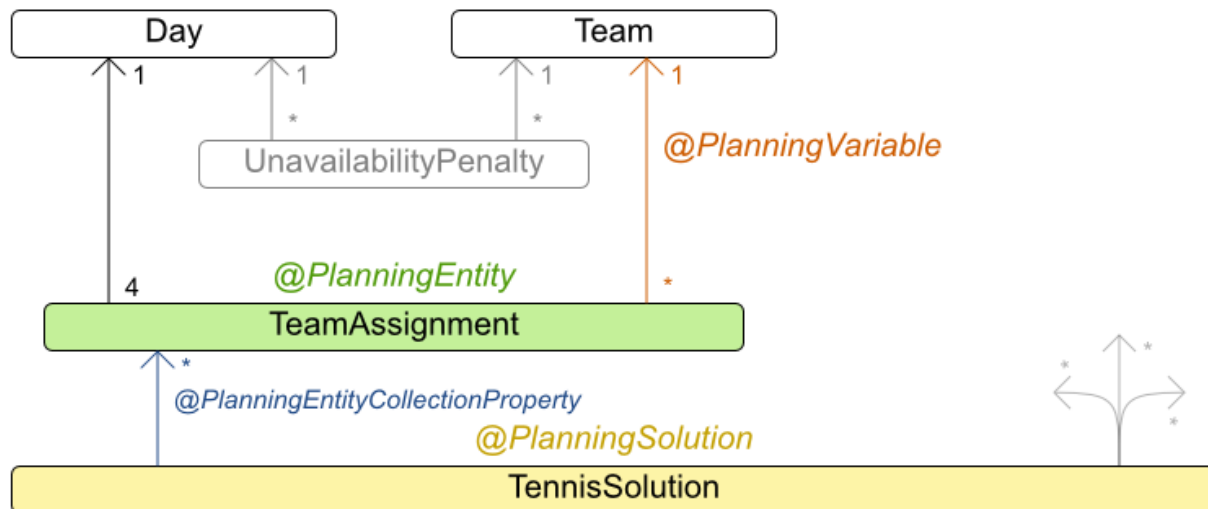 Day
Team
1
1
1
1
*
*
@PlanningVariable
UnavailabilityPenalty
@PlanningEntity
4
*
TeamAssignment
*
*
*
@PlanningEntityCollectionProperty
*
@PlanningSolution
TennisSolution